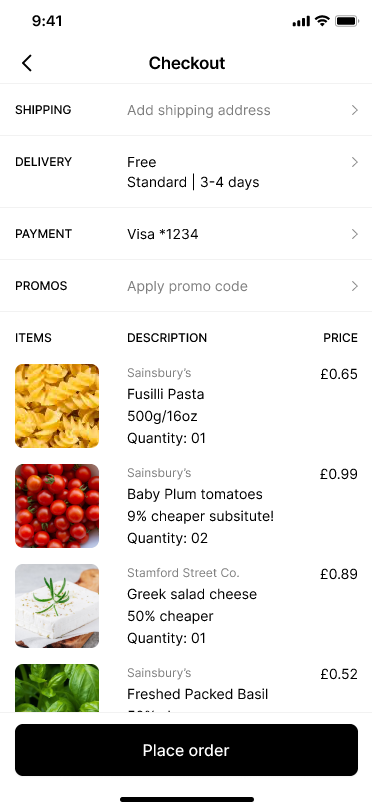 9:41
Checkout
SHIPPING Add shipping address
DELIVERY Free
Standard | 3-4 days
PAYMENT Visa *1234
PROMOS Apply promo code
ITEMS DESCRIPTION PRICE
Sainsbury's £0.65
Fusilli Pasta
500g/16oz
Quantity: 01
Sainsbury's £0.99
Baby Plum tomatoes
9% cheaper subsitute!
Quantity: 02
Stamford Street Co. £0.89
Greek salad cheese
50% cheaper
Quantity: 01
Sainsbury's £0.52
Freshed Packed Basil
Place order